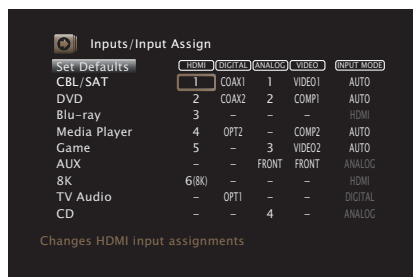 Inputs/Input Assign
Set Defaults HDMI DIGITAL ANALOG VIDEO INPUT MODE
CBL/SAT 1 COAX1 1 VIDEO1 AUTO
DVD 2 COAX2 2 COMP1 AUTO
Blu-ray 3 – – – HDMI
Media Player 4 OPT2 – COMP2 AUTO
Game 5 – 3 VIDEO2 AUTO
AUX – – FRONT FRONT ANALOG
8K 6(8K) – – – HDMI
TV Audio – OPT1 – – DIGITAL
CD – – 4 – ANALOG
Changes HDMI input assignments